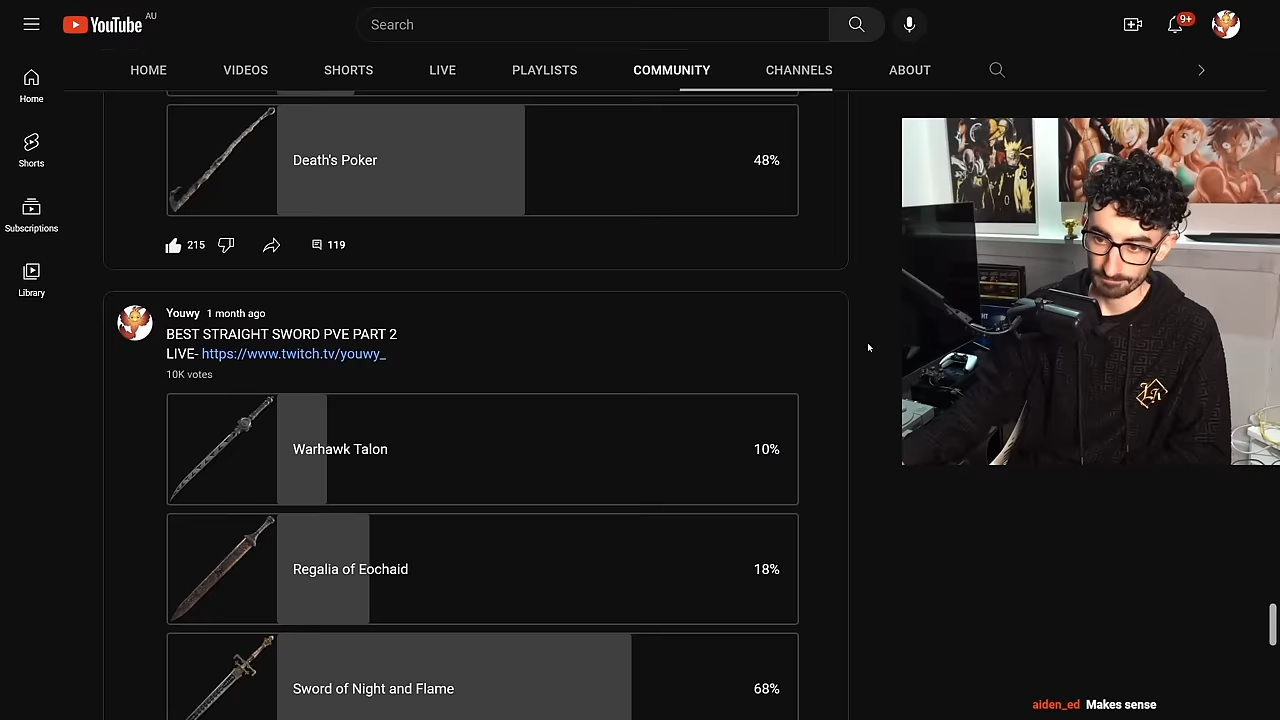 YouTube AU
Search
9+
HOME VIDEOS SHORTS LIVE PLAYLISTS COMMUNITY CHANNELS ABOUT
Home
Shorts
Subscriptions
Library
Death's Poker 48%
215 119
Youwy 1 month ago
BEST STRAIGHT SWORD PVE PART 2
LIVE- https://www.twitch.tv/youwy_
10K votes
Warhawk Talon 10%
Regalia of Eochaid 18%
Sword of Night and Flame 68%
aiden_ed Makes sense